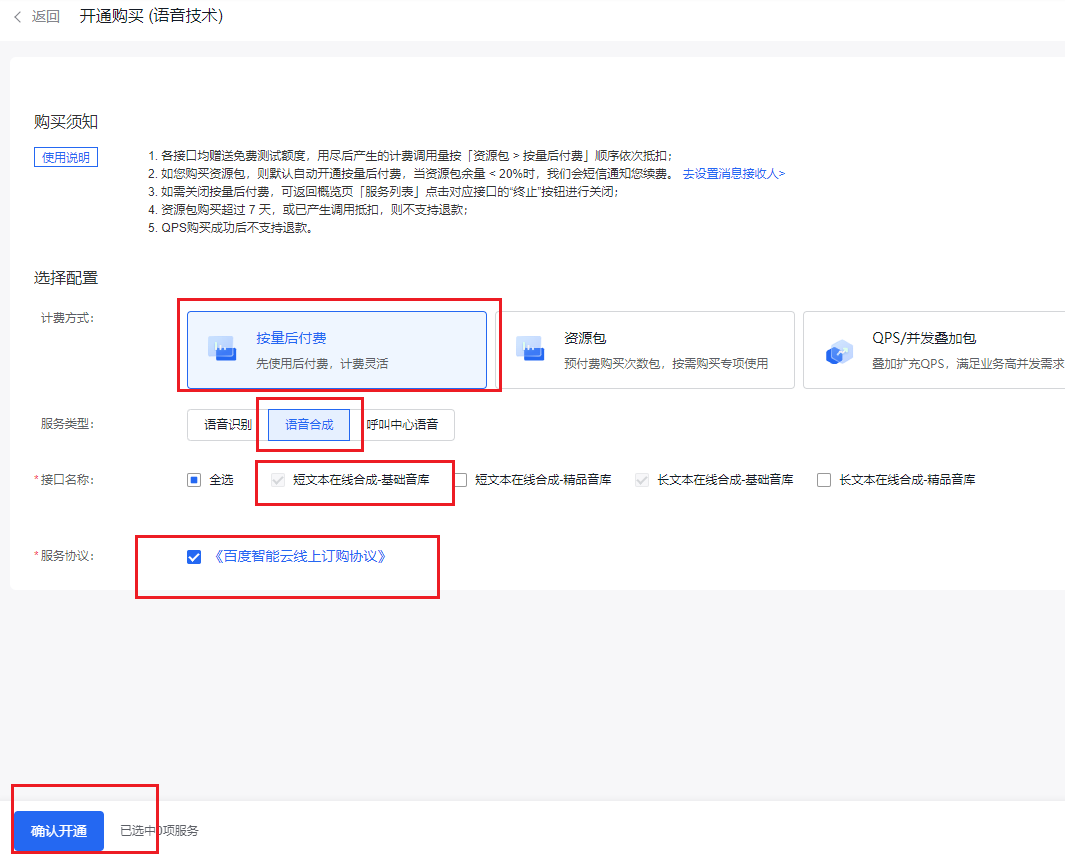 返回 开通购买 (语音技术)
购买须知
使用说明
1. 各接口均赠送免费测试额度，用尽后产生的计费调用量按「资源包 > 按量后付费」顺序依次抵扣；
2. 如您购买资源包，则默认自动开通按量后付费，当资源包余量 < 20%时，我们会短信通知您续费。 去设置消息接收人>
3. 如需关闭按量后付费，可返回概览页「服务列表」点击对应接口的“终止”按钮进行关闭；
4. 资源包购买超过 7 天，或已产生调用抵扣，则不支持退款；
5. QPS购买成功后不支持退款。
选择配置
计费方式：
按量后付费
先使用后付费，计费灵活
资源包
预付费购买次数包，按需购买专项使用
QPS/并发叠加包
叠加扩充QPS，满足业务高并发需求
服务类型： 语音识别 语音合成 呼叫中心语音
*接口名称： 全选 短文本在线合成-基础音库 短文本在线合成-精品音库 长文本在线合成-基础音库 长文本在线合成-精品音库
*服务协议： 《百度智能云线上订购协议》
确认开通 已选中0项服务